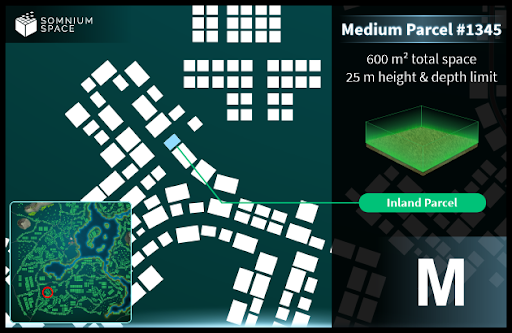 SOMNIUM
SPACE
Medium Parcel #1345
600 m² total space
25 m height & depth limit
Inland Parcel
M